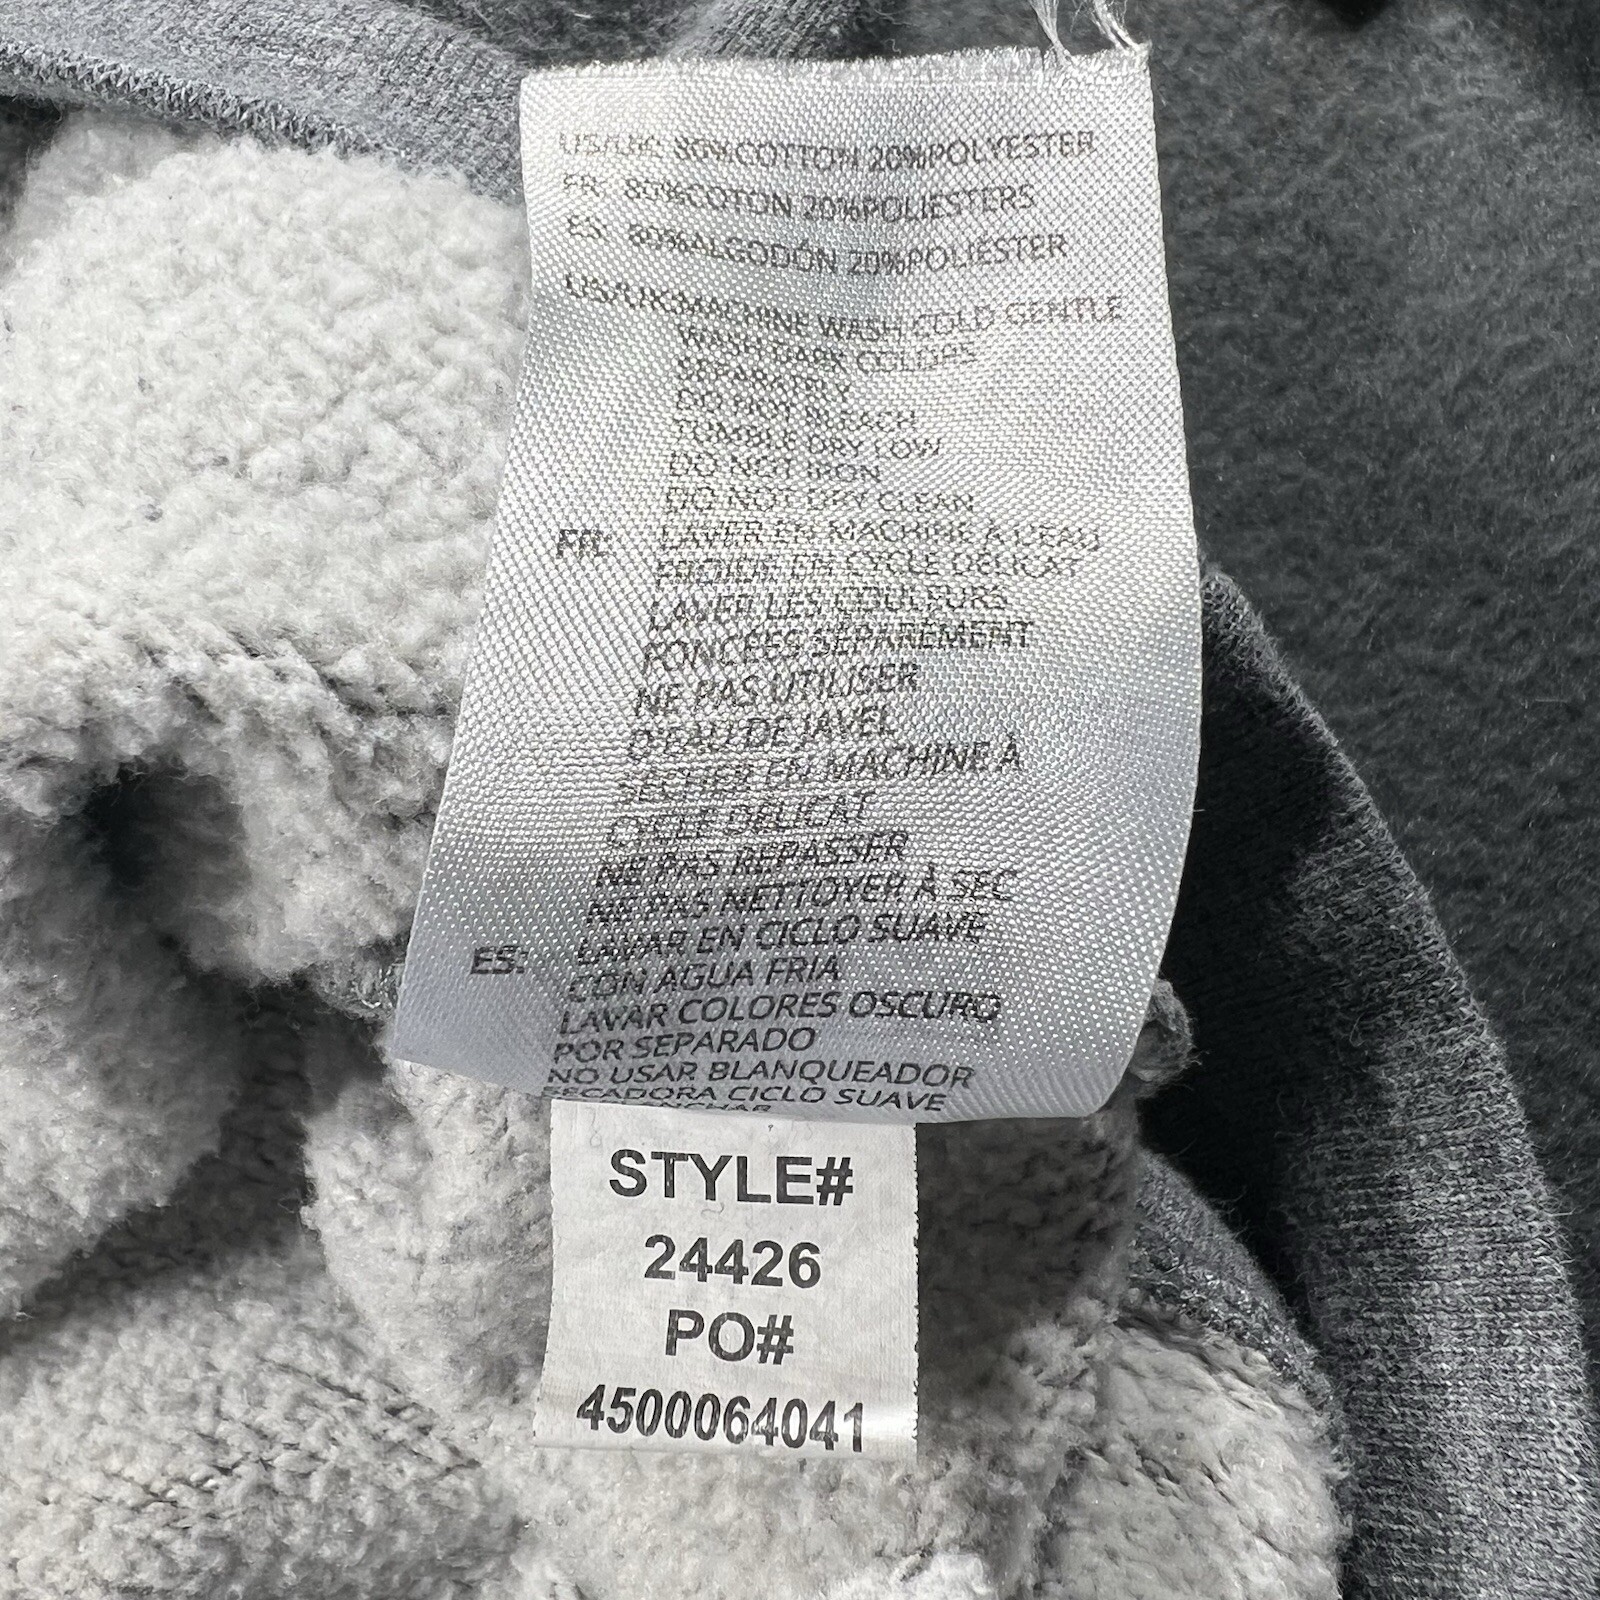 US/UK: 80%COTTON 20%POLYESTER
FR: 80%COTON 20%POLIESTERS
ES: 80%ALGODÓN 20%POLIÉSTER
US/UK:MACHINE WASH COLD GENTLE
WASH DARK COLORS
DO NOT BLEACH
TUMBLE DRY LOW
DO NOT IRON
DO NOT DRY CLEAN
FR: LAVER EN MACHINE À L'EAU
FROIDE EN CYCLE DÉLICAT
LAVER LES COULEURS
FONCÉES SÉPARÉMENT
NE PAS UTILISER
D'EAU DE JAVEL
SÉCHER EN MACHINE À
CYCLE DÉLICAT
NE PAS REPASSER
NE PAS NETTOYER À SEC
ES: LAVAR EN CICLO SUAVE
CON AGUA FRIA
LAVAR COLORES OSCURO
POR SEPARADO
NO USAR BLANQUEADOR
SECADORA CICLO SUAVE
STYLE#
24426
PO#
4500064041